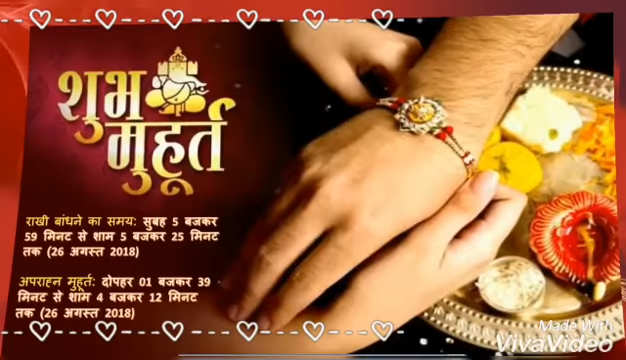 शुभ
मुहूर्त
राखी बांधने का समय: सुबह 5 बजकर
59 मिनट से शाम 5 बजकर 25 मिनट
तक (26 अगस्त 2018)
अपराह्न मुहूर्त: दोपहर 01 बजकर 39
मिनट से शाम 4 बजकर 12 मिनट
तक (26 अगस्त 2018)
Made With
VivaVideo